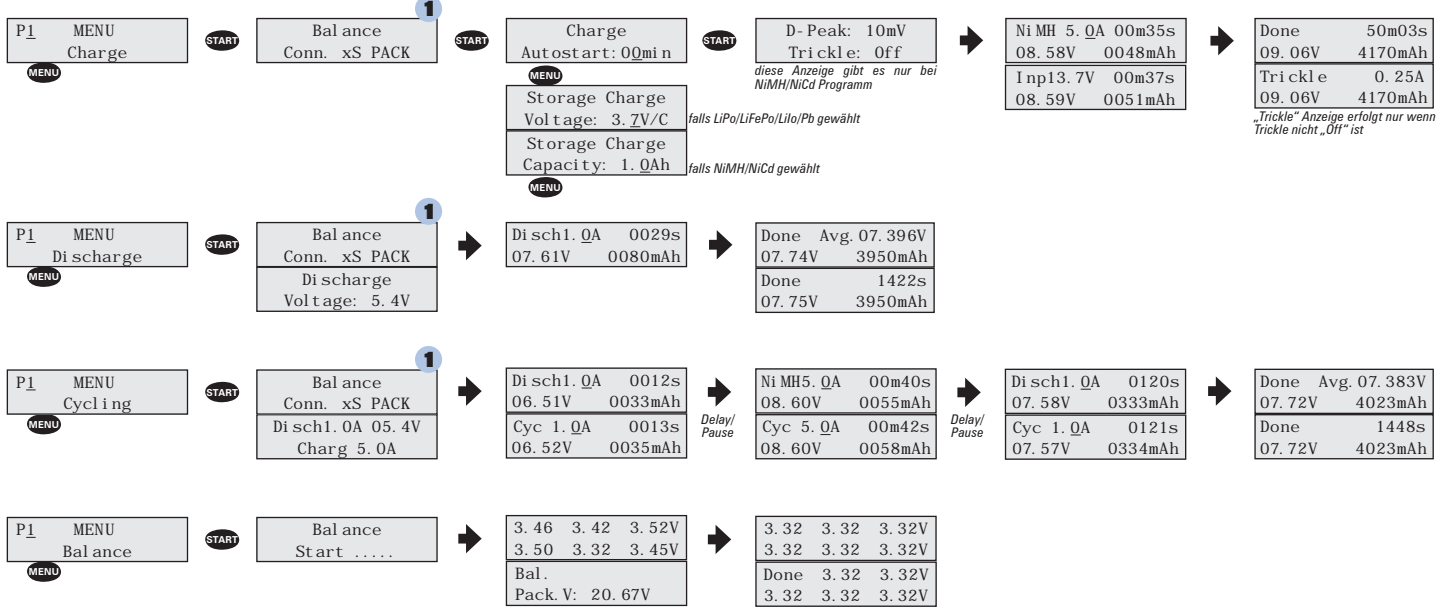 1
P1 MENU
Charge
MENU
START
Balance
Conn. xS PACK
START
Charge
Autostart: 00min
MENU
Storage Charge
Voltage: 3.7V/C
falls LiPo/LiFePo/LiIo/Pb gewählt
Storage Charge
Capacity: 1.0Ah
falls NiMH/NiCd gewählt
MENU
START
D-Peak: 10mV
Trickle: Off
diese Anzeige gibt es nur bei
NiMH/NiCd Programm
NiMH 5.0A 00m35s
08.58V 0048mAh
Inp13.7V 00m37s
08.59V 0051mAh
Done 50m03s
09.06V 4170mAh
Trickle 0.25A
09.06V 4170mAh
„Trickle“ Anzeige erfolgt nur wenn
Trickle nicht „Off“ ist
1
P1 MENU
Discharge
MENU
START
Balance
Conn. xS PACK
Discharge
Voltage: 5.4V
Disch1.0A 0029s
07.61V 0080mAh
Done Avg.07.396V
07.74V 3950mAh
Done 1422s
07.75V 3950mAh
1
P1 MENU
Cycling
MENU
START
Balance
Conn. xS PACK
Disch1.0A 05.4V
Charg 5.0A
Disch1.0A 0012s
06.51V 0033mAh
Cyc 1.0A 0013s
06.52V 0035mAh
Delay/
Pause
NiMH5.0A 00m40s
08.60V 0055mAh
Cyc 5.0A 00m42s
08.60V 0058mAh
Delay/
Pause
Disch1.0A 0120s
07.58V 0333mAh
Cyc 1.0A 0121s
07.57V 0334mAh
Done Avg.07.383V
07.72V 4023mAh
Done 1448s
07.72V 4023mAh
P1 MENU
Balance
MENU
START
Balance
Start .....
3.46 3.42 3.52V
3.50 3.32 3.45V
Bal.
Pack.V: 20.67V
3.32 3.32 3.32V
3.32 3.32 3.32V
Done 3.32 3.32V
3.32 3.32 3.32V